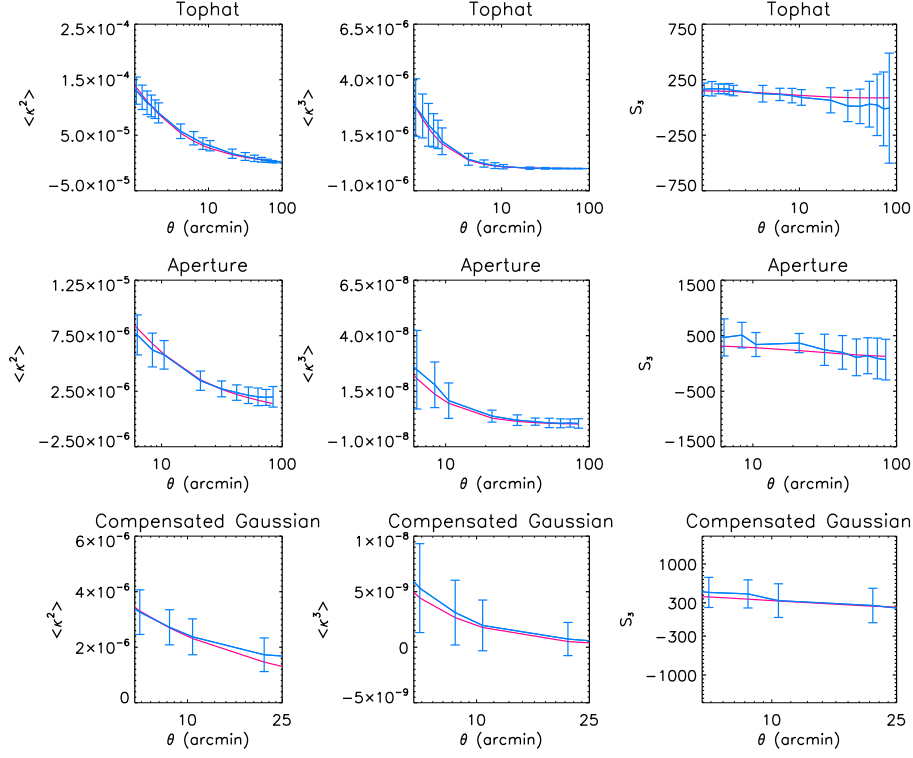 Tophat Tophat Tophat
2.5×10⁻⁴ 6.5×10⁻⁶ 750
1.5×10⁻⁴ 4.0×10⁻⁶ 250
<κ²> <κ³> S₃
5.0×10⁻⁵ 1.5×10⁻⁶ −250
−5.0×10⁻⁵ −1.0×10⁻⁶ −750
10 100 10 100 10 100
θ (arcmin) θ (arcmin) θ (arcmin)
Aperture Aperture Aperture
1.25×10⁻⁵ 6.5×10⁻⁸ 1500
7.50×10⁻⁶ 4.0×10⁻⁸ 500
<κ²> <κ³> S₃
2.50×10⁻⁶ 1.5×10⁻⁸ −500
−2.50×10⁻⁶ −1.0×10⁻⁸ −1500
10 100 10 100 10 100
θ (arcmin) θ (arcmin) θ (arcmin)
Compensated Gaussian Compensated Gaussian Compensated Gaussian
6×10⁻⁶ 1×10⁻⁸ 1000
4×10⁻⁶ 5×10⁻⁹ 300
<κ²> <κ³> S₃
2×10⁻⁶ 0 −300
0 −5×10⁻⁹ −1000
10 25 10 25 10 25
θ (arcmin) θ (arcmin) θ (arcmin)